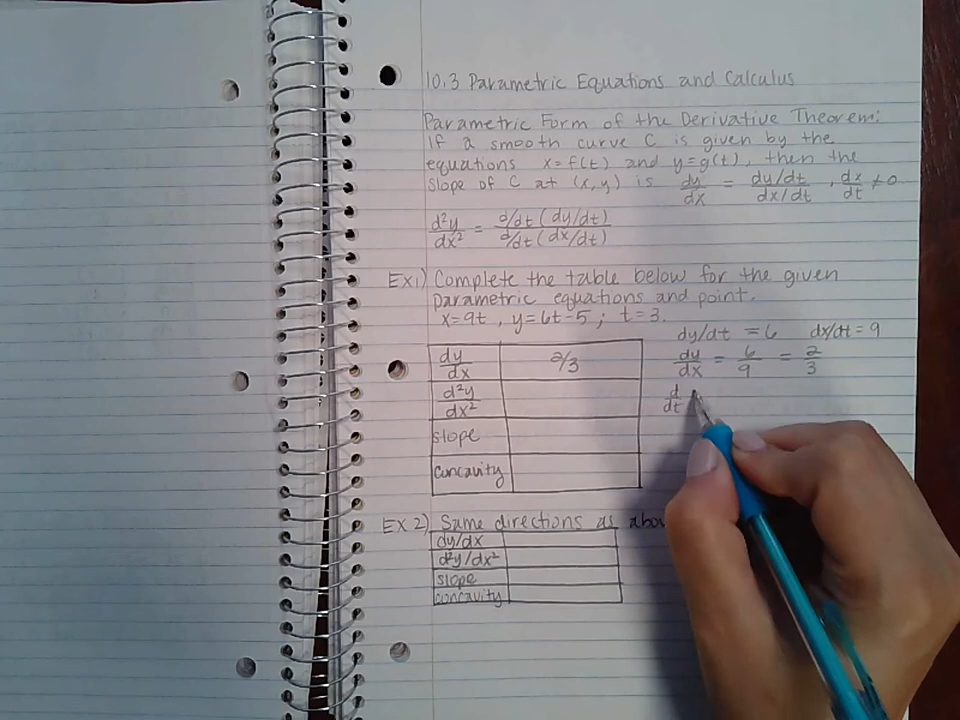 10.3 Parametric Equations and Calculus
Parametric Form of the Derivative Theorem:
If a smooth curve C is given by the
equations x=f(t) and y=g(t), then the
slope of C at (x,y) is dy/dx = (dy/dt)/(dx/dt), dx/dt ≠ 0
d²y/dx² = (d/dt (dy/dt))/(d/dt (dx/dt))
EX 1) Complete the table below for the given
parametric equations and point.
x=9t, y=6t-5; t=3.
dy/dt = 6 dx/dt = 9
dy/dx 2/3
dy/dx = 6/9 = 2/3
d²y/dx²
d/dt
slope
concavity
EX 2) Same directions as
dy/dx
d²y/dx²
slope
concavity